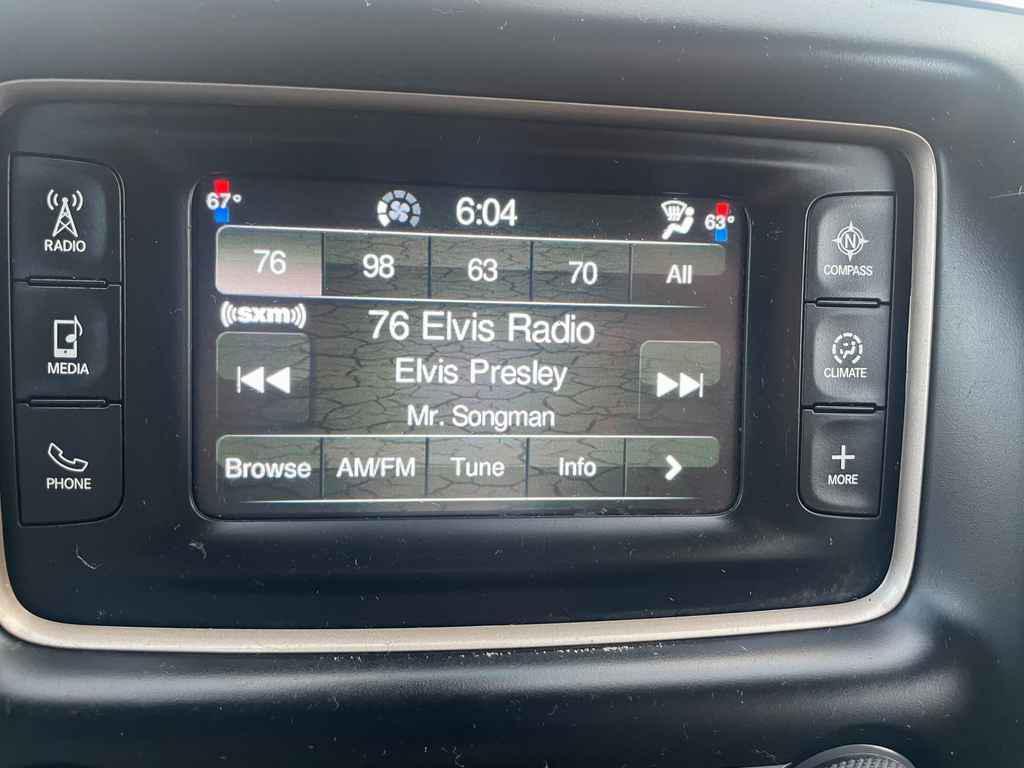 67° 6:04 63°
76 98 63 70 All
((sxm))
76 Elvis Radio
Elvis Presley
Mr. Songman
Browse AM/FM Tune Info >
RADIO
MEDIA
PHONE
N
COMPASS
CLIMATE
+
MORE